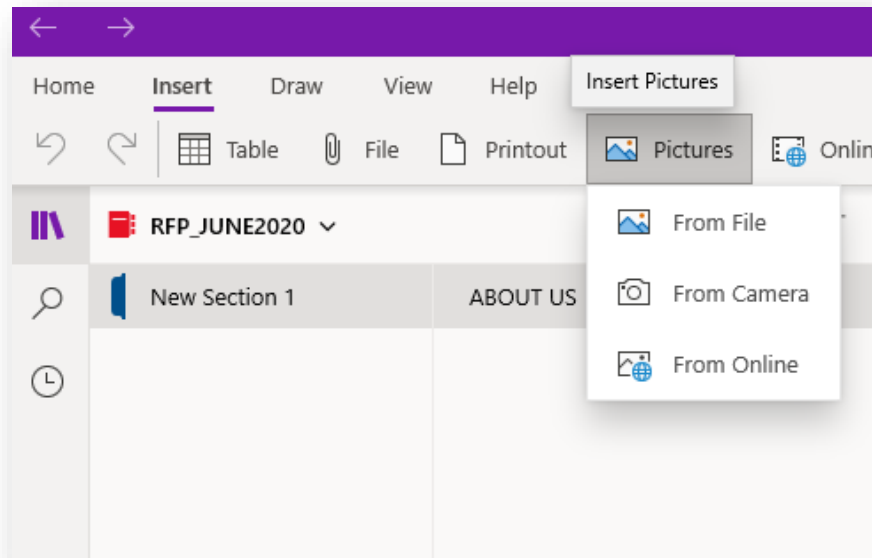 Home Insert Draw View Help Insert Pictures
Table File Printout Pictures
RFP_JUNE2020 From File
New Section 1 ABOUT US From Camera
From Online